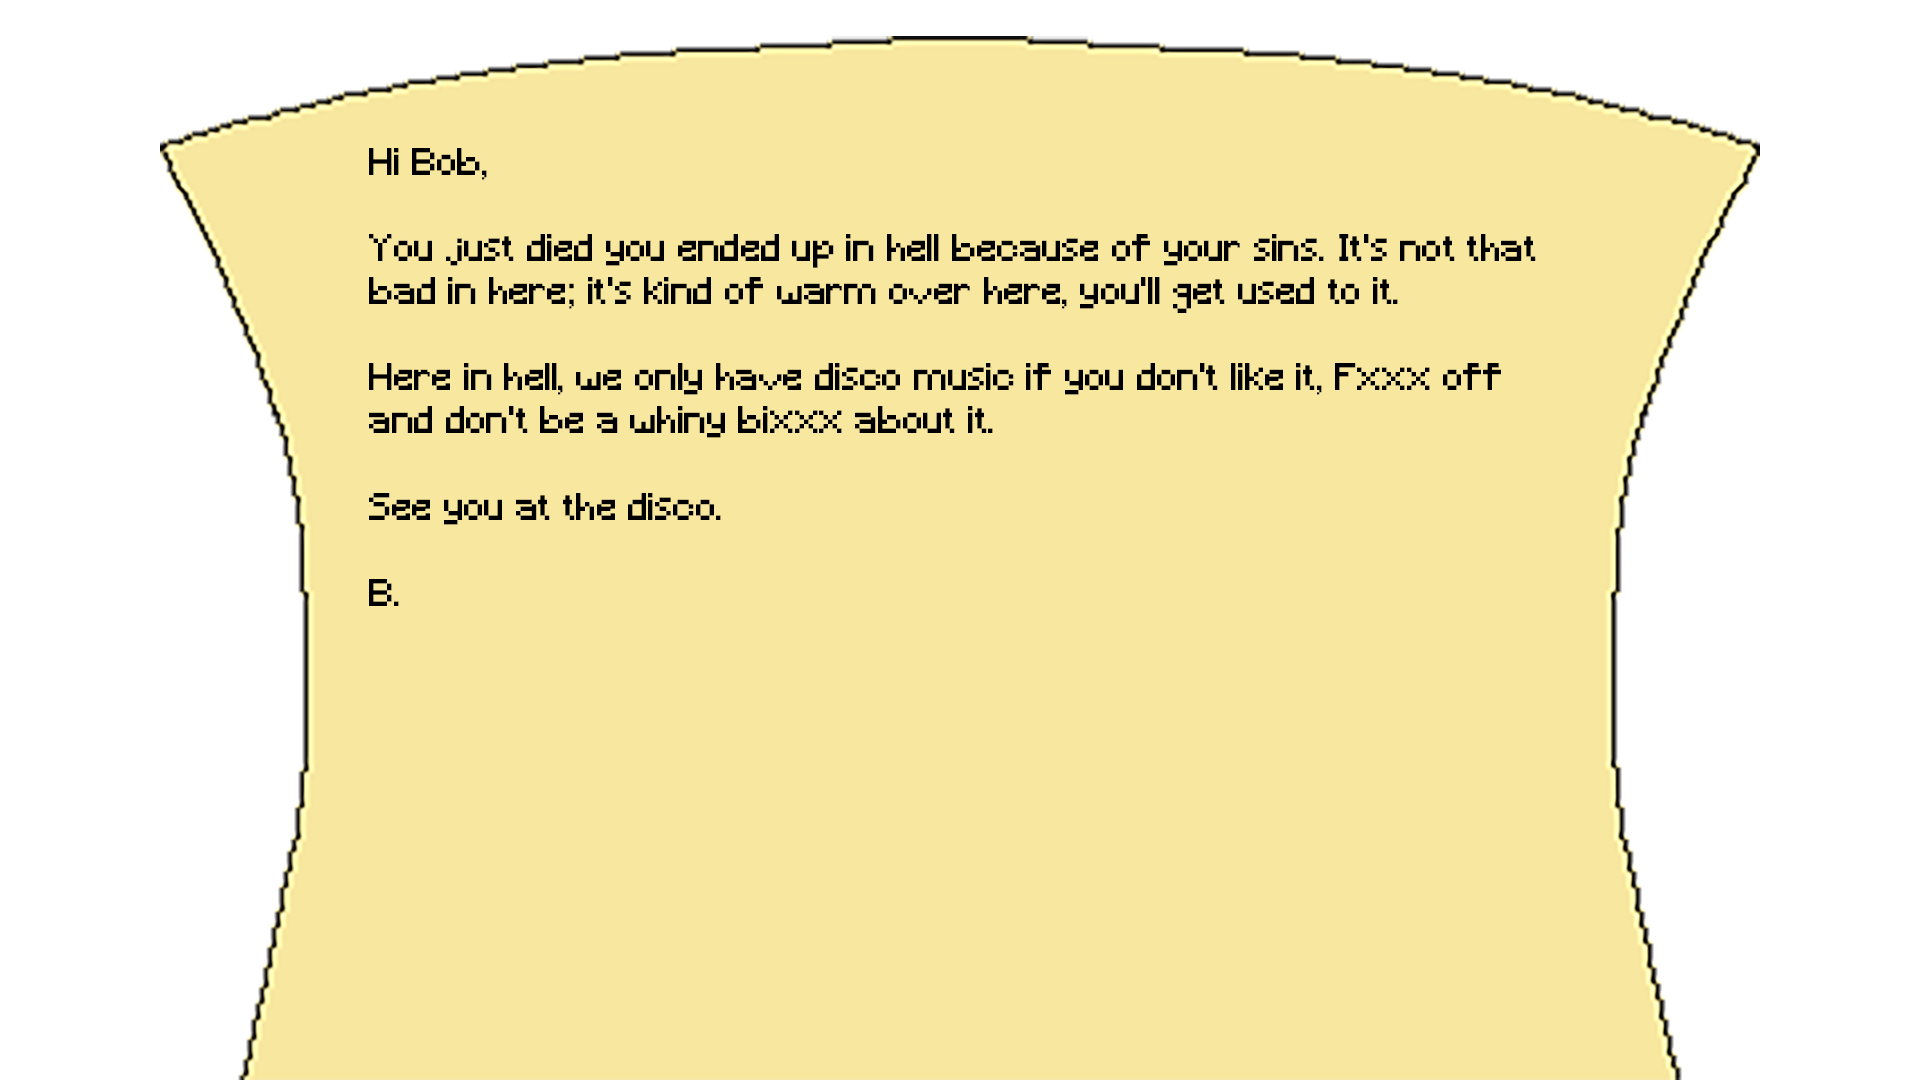 Hi Bob,
You just died you ended up in hell because of your sins. It's not that
bad in here; it's kind of warm over here, you'll get used to it.
Here in hell, we only have disco music if you don't like it, Fxxx off
and don't be a whiny bixxx about it.
See you at the disco.
B.